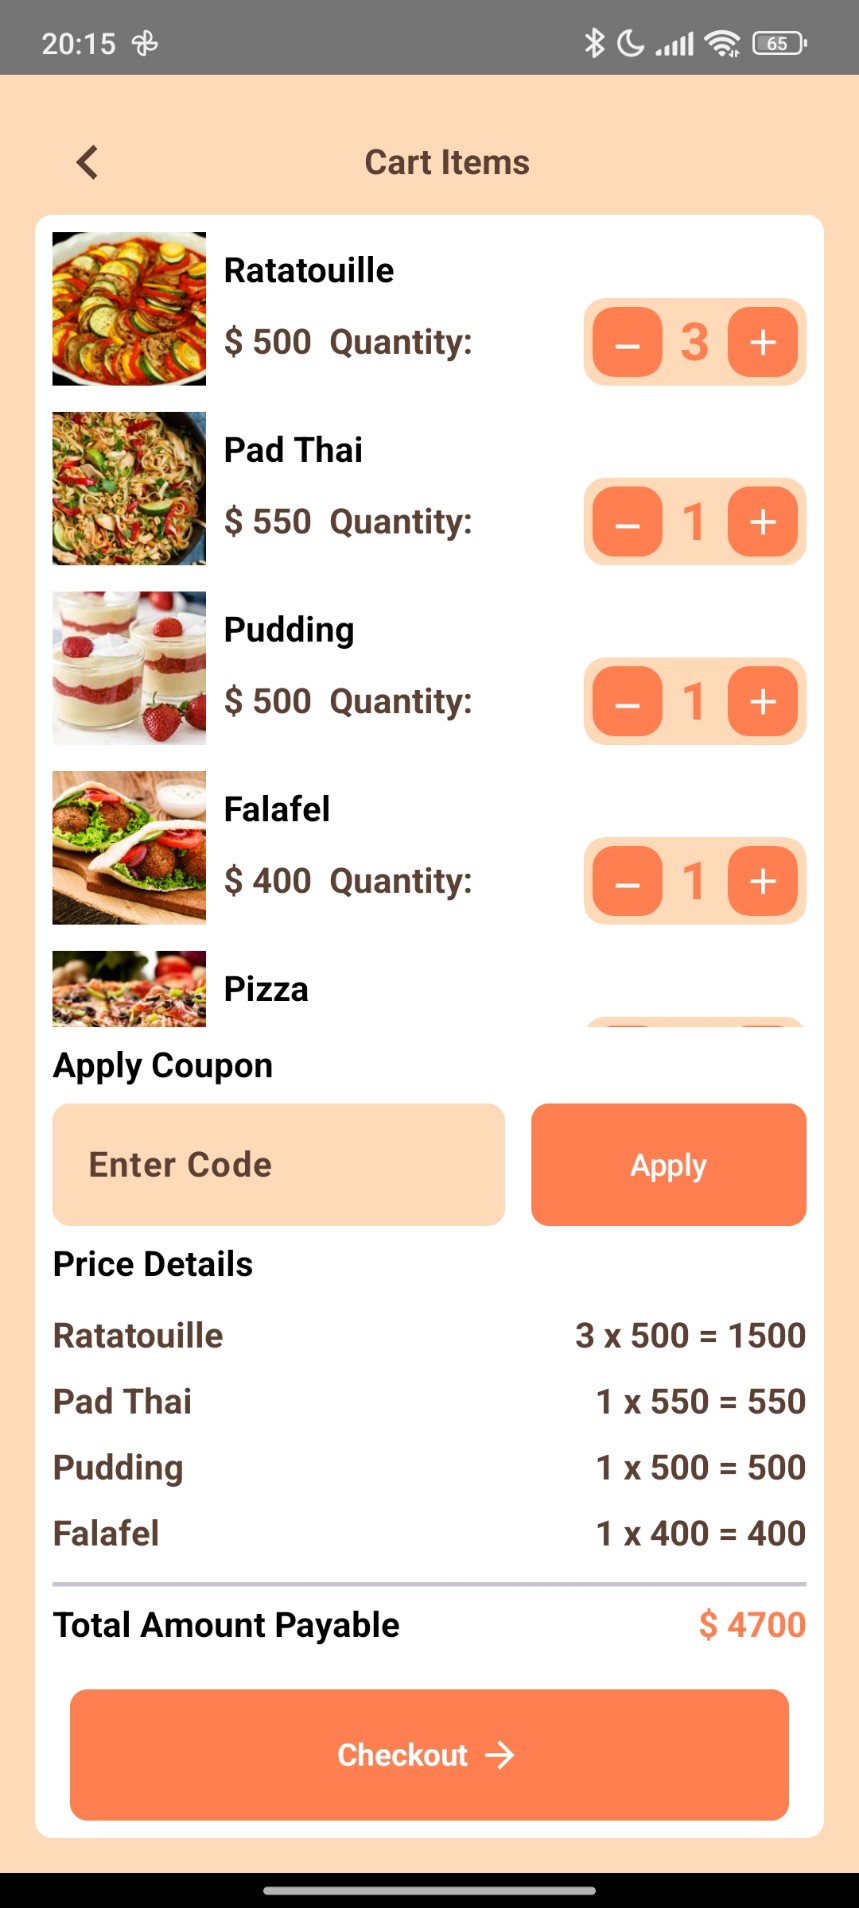 20:15
65
Cart Items
Ratatouille
$ 500 Quantity:
3
Pad Thai
$ 550 Quantity:
1
Pudding
$ 500 Quantity:
1
Falafel
$ 400 Quantity:
1
Pizza
Apply Coupon
Enter Code
Apply
Price Details
Ratatouille 3 x 500 = 1500
Pad Thai 1 x 550 = 550
Pudding 1 x 500 = 500
Falafel 1 x 400 = 400
Total Amount Payable $ 4700
Checkout →